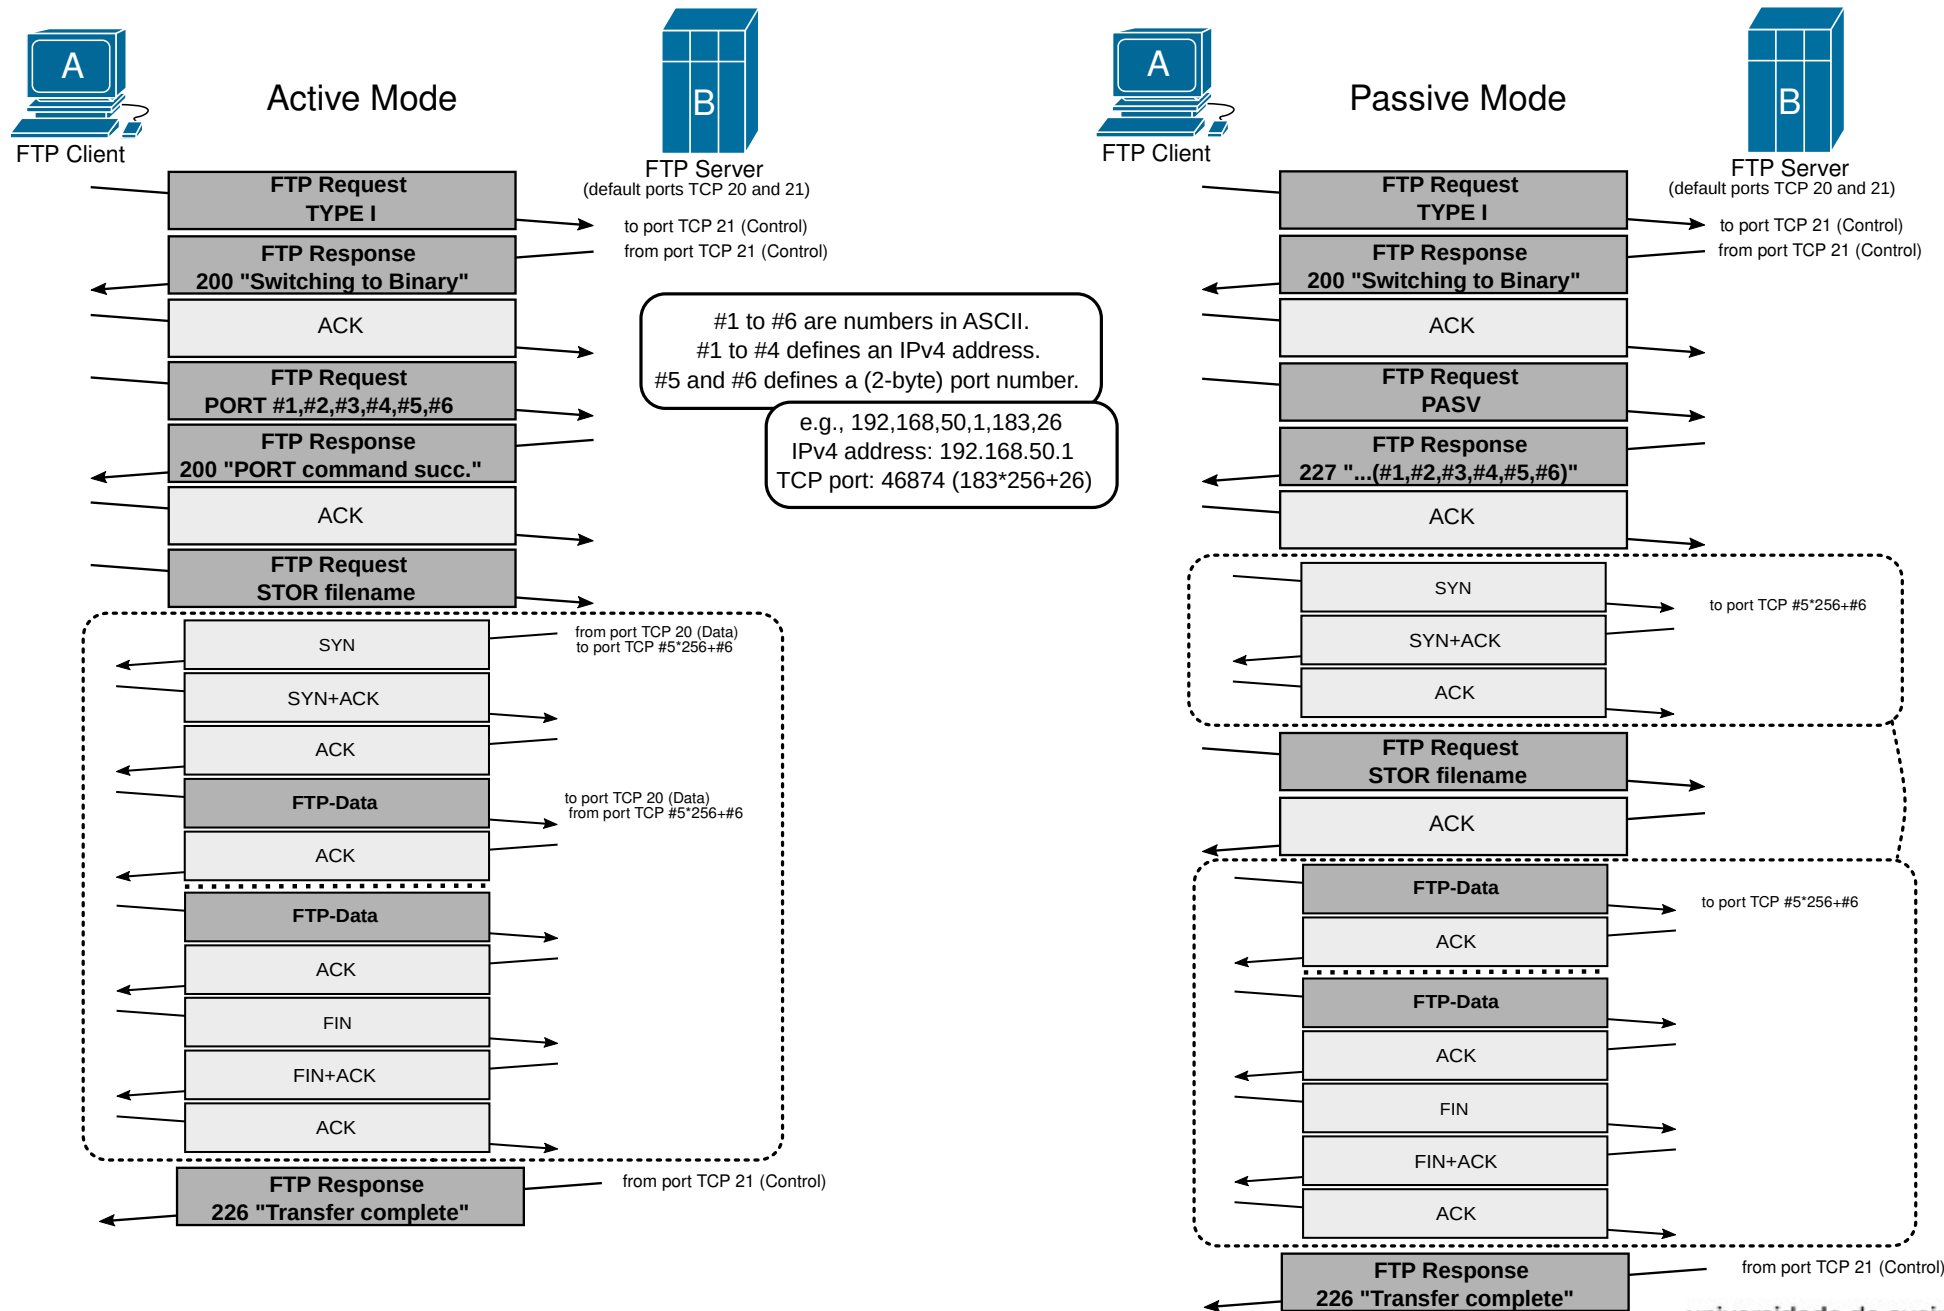 A
Active Mode
B
FTP Client
FTP Server
(default ports TCP 20 and 21)
FTP Request
TYPE I
to port TCP 21 (Control)
FTP Response
200 "Switching to Binary"
from port TCP 21 (Control)
ACK
FTP Request
PORT #1,#2,#3,#4,#5,#6
FTP Response
200 "PORT command succ."
ACK
FTP Request
STOR filename
SYN
from port TCP 20 (Data)
to port TCP #5*256+#6
SYN+ACK
ACK
FTP-Data
to port TCP 20 (Data)
from port TCP #5*256+#6
ACK
FTP-Data
ACK
FIN
FIN+ACK
ACK
FTP Response
226 "Transfer complete"
from port TCP 21 (Control)
#1 to #6 are numbers in ASCII.
#1 to #4 defines an IPv4 address.
#5 and #6 defines a (2-byte) port number.
e.g., 192,168,50,1,183,26
IPv4 address: 192.168.50.1
TCP port: 46874 (183*256+26)
A
Passive Mode
B
FTP Client
FTP Server
(default ports TCP 20 and 21)
FTP Request
TYPE I
to port TCP 21 (Control)
FTP Response
200 "Switching to Binary"
from port TCP 21 (Control)
ACK
FTP Request
PASV
FTP Response
227 "...(#1,#2,#3,#4,#5,#6)"
ACK
SYN
to port TCP #5*256+#6
SYN+ACK
ACK
FTP Request
STOR filename
ACK
FTP-Data
to port TCP #5*256+#6
ACK
FTP-Data
ACK
FIN
FIN+ACK
ACK
FTP Response
226 "Transfer complete"
from port TCP 21 (Control)